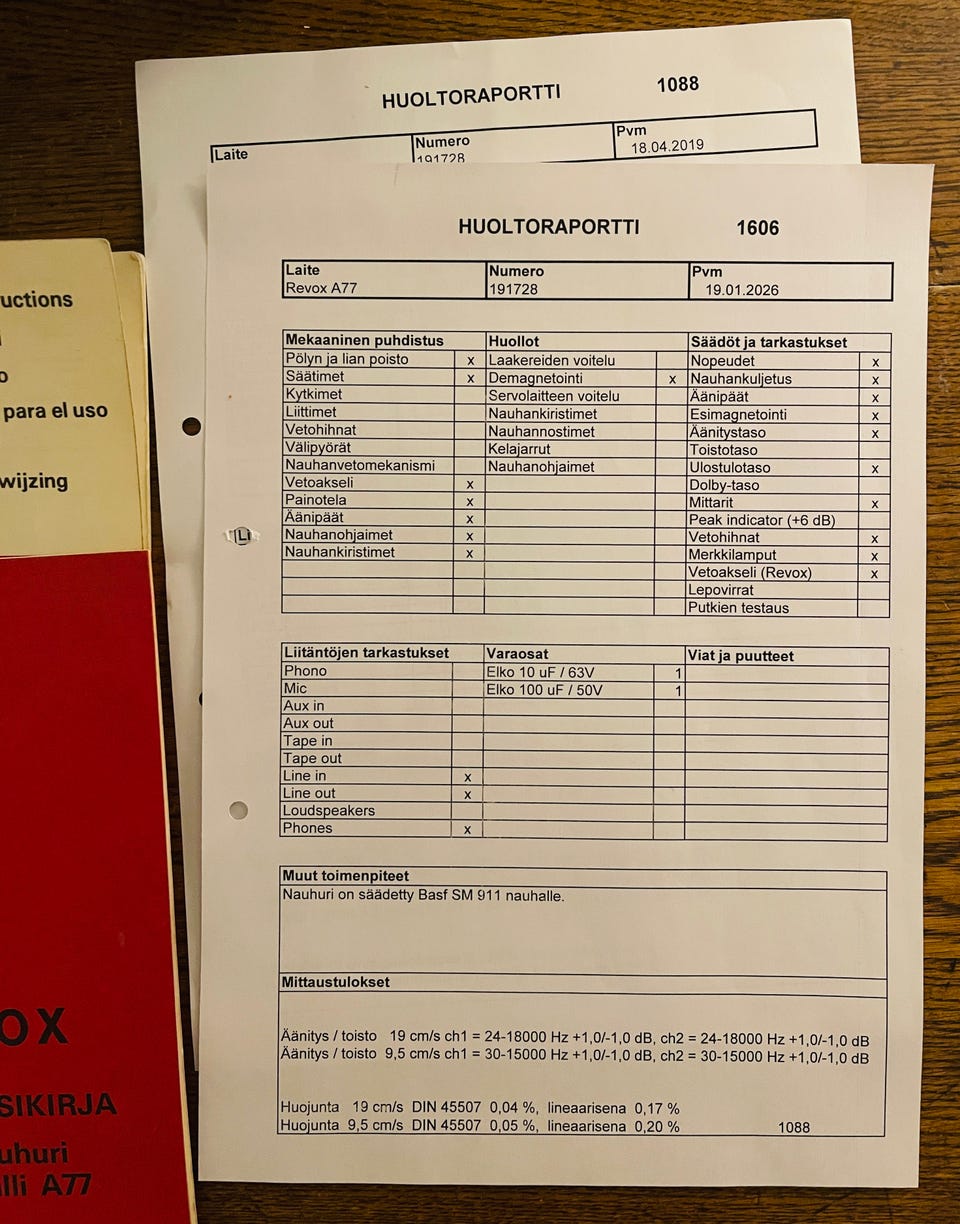 HUOLTORAPORTTI 1088
Laite Numero Pvm
191728 18.04.2019
HUOLTORAPORTTI 1606
Laite Numero Pvm
Revox A77 191728 19.01.2026
Mekaaninen puhdistus Huollot Säädöt ja tarkastukset
Pölyn ja lian poisto x Laakereiden voitelu Nopeudet x
Säätimet x Demagnetointi x Nauhankuljetus x
Kytkimet Servolaitteen voitelu Äänipäät x
Liittimet Nauhankiristimet Esimagnetointi x
Vetohihnat Nauhannostimet Äänitystaso x
Välipyörät Kelajarrut Toistotaso
Nauhanvetomekanismi Nauhanohjaimet Ulostulotaso x
Vetoakseli x Dolby-taso
Painotela x Mittarit x
Äänipäät x Peak indicator (+6 dB)
Nauhanohjaimet x Vetohihnat x
Nauhankiristimet x Merkkilamput x
Vetoakseli (Revox) x
Lepovirrat
Putkien testaus
Liitäntöjen tarkastukset Varaosat Viat ja puutteet
Phono Elko 10 uF / 63V 1
Mic Elko 100 uF / 50V 1
Aux in
Aux out
Tape in
Tape out
Line in x
Line out x
Loudspeakers
Phones x
Muut toimenpiteet
Nauhuri on säädetty Basf SM 911 nauhalle.
Mittaustulokset
Äänitys / toisto 19 cm/s ch1 = 24-18000 Hz +1,0/-1,0 dB, ch2 = 24-18000 Hz +1,0/-1,0 dB
Äänitys / toisto 9,5 cm/s ch1 = 30-15000 Hz +1,0/-1,0 dB, ch2 = 30-15000 Hz +1,0/-1,0 dB
Huojunta 19 cm/s DIN 45507 0,04 %, lineaarisena 0,17 %
Huojunta 9,5 cm/s DIN 45507 0,05 %, lineaarisena 0,20 % 1088
uctions
o
para el uso
wijzing
OX
SIKIRJA
uhuri
lli A77